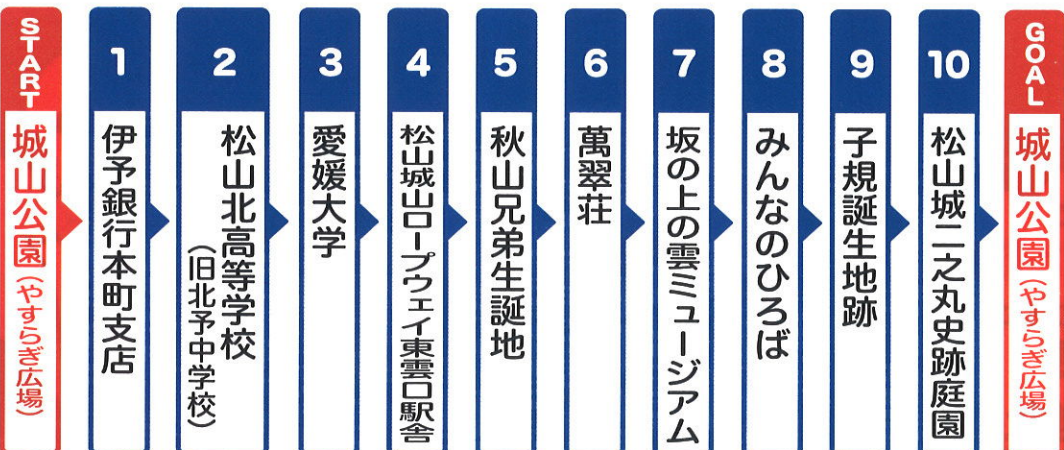 START
城山公園(やすらぎ広場)
1
伊予銀行本町支店
2
松山北高等学校
(旧北予中学校)
3
愛媛大学
4
松山城山ロープウェイ東雲口駅舎
5
秋山兄弟生誕地
6
萬翠荘
7
坂の上の雲ミュージアム
8
みんなのひろば
9
子規誕生地跡
10
松山城二之丸史跡庭園
GOAL
城山公園(やすらぎ広場)